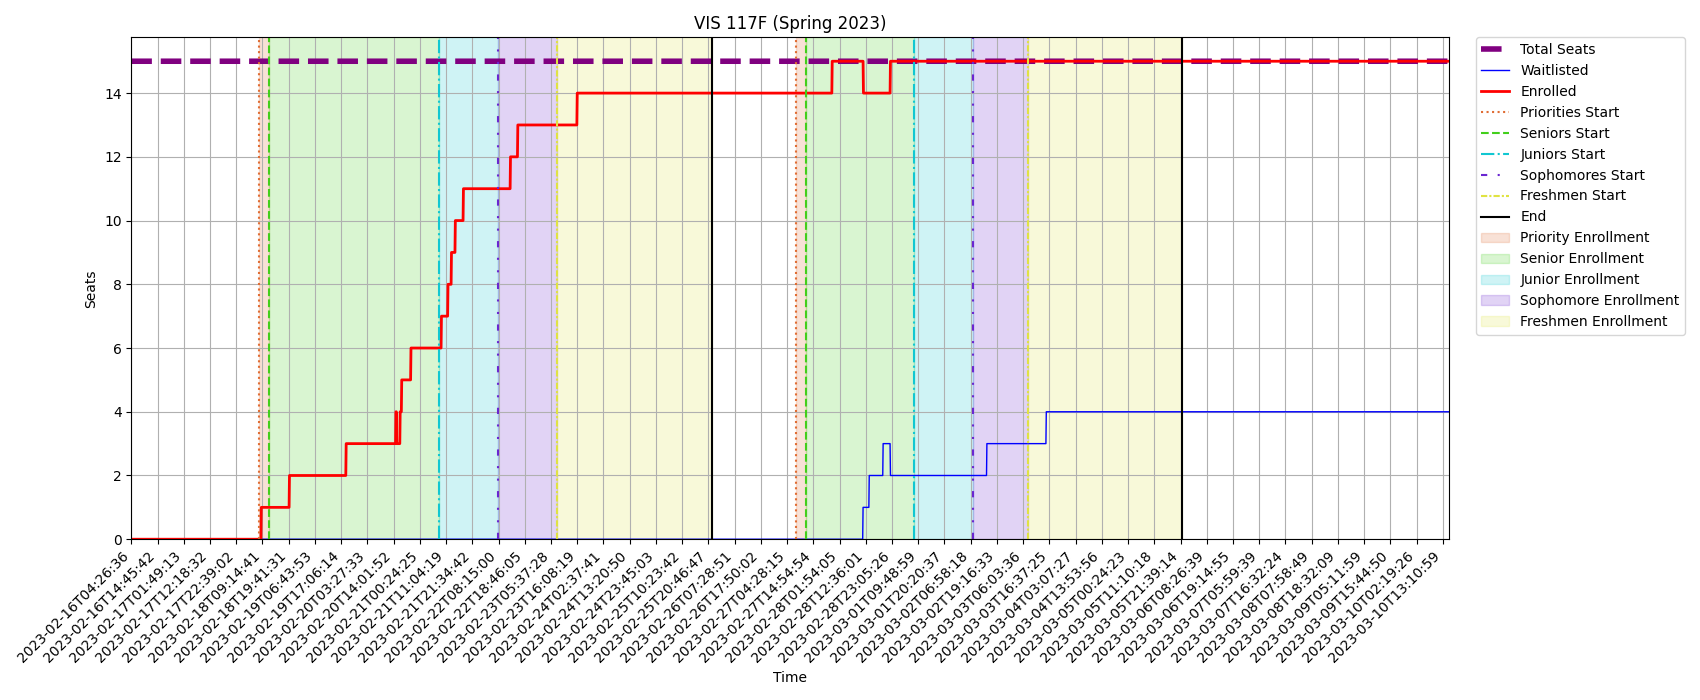 VIS 117F (Spring 2023)
Seats
14
12
10
8
6
4
2
0
2023-02-16T04:26:36
2023-02-16T14:45:42
2023-02-17T01:49:13
2023-02-17T12:18:32
2023-02-17T22:39:02
2023-02-18T09:14:41
2023-02-18T19:41:31
2023-02-19T06:43:53
2023-02-19T17:06:14
2023-02-20T03:27:33
2023-02-20T14:01:52
2023-02-21T00:24:25
2023-02-21T11:04:19
2023-02-21T21:34:42
2023-02-22T08:15:00
2023-02-22T18:46:05
2023-02-23T05:37:28
2023-02-23T16:08:19
2023-02-24T02:37:41
2023-02-24T13:20:50
2023-02-24T23:45:03
2023-02-25T10:23:42
2023-02-25T20:46:47
2023-02-26T07:28:51
2023-02-26T17:50:02
2023-02-27T04:28:15
2023-02-27T14:54:54
2023-02-28T01:54:05
2023-02-28T12:36:01
2023-02-28T23:05:26
2023-03-01T09:48:59
2023-03-01T20:20:37
2023-03-02T06:58:18
2023-03-02T19:16:33
2023-03-03T06:03:36
2023-03-03T16:37:25
2023-03-04T03:07:27
2023-03-04T13:53:56
2023-03-05T00:24:23
2023-03-05T11:10:18
2023-03-05T21:39:14
2023-03-06T08:26:39
2023-03-06T19:14:55
2023-03-07T05:59:39
2023-03-07T16:32:24
2023-03-08T07:58:49
2023-03-08T18:32:09
2023-03-09T05:11:59
2023-03-09T15:44:50
2023-03-10T02:19:26
2023-03-10T13:10:59
Time
Total Seats
Waitlisted
Enrolled
Priorities Start
Seniors Start
Juniors Start
Sophomores Start
Freshmen Start
End
Priority Enrollment
Senior Enrollment
Junior Enrollment
Sophomore Enrollment
Freshmen Enrollment